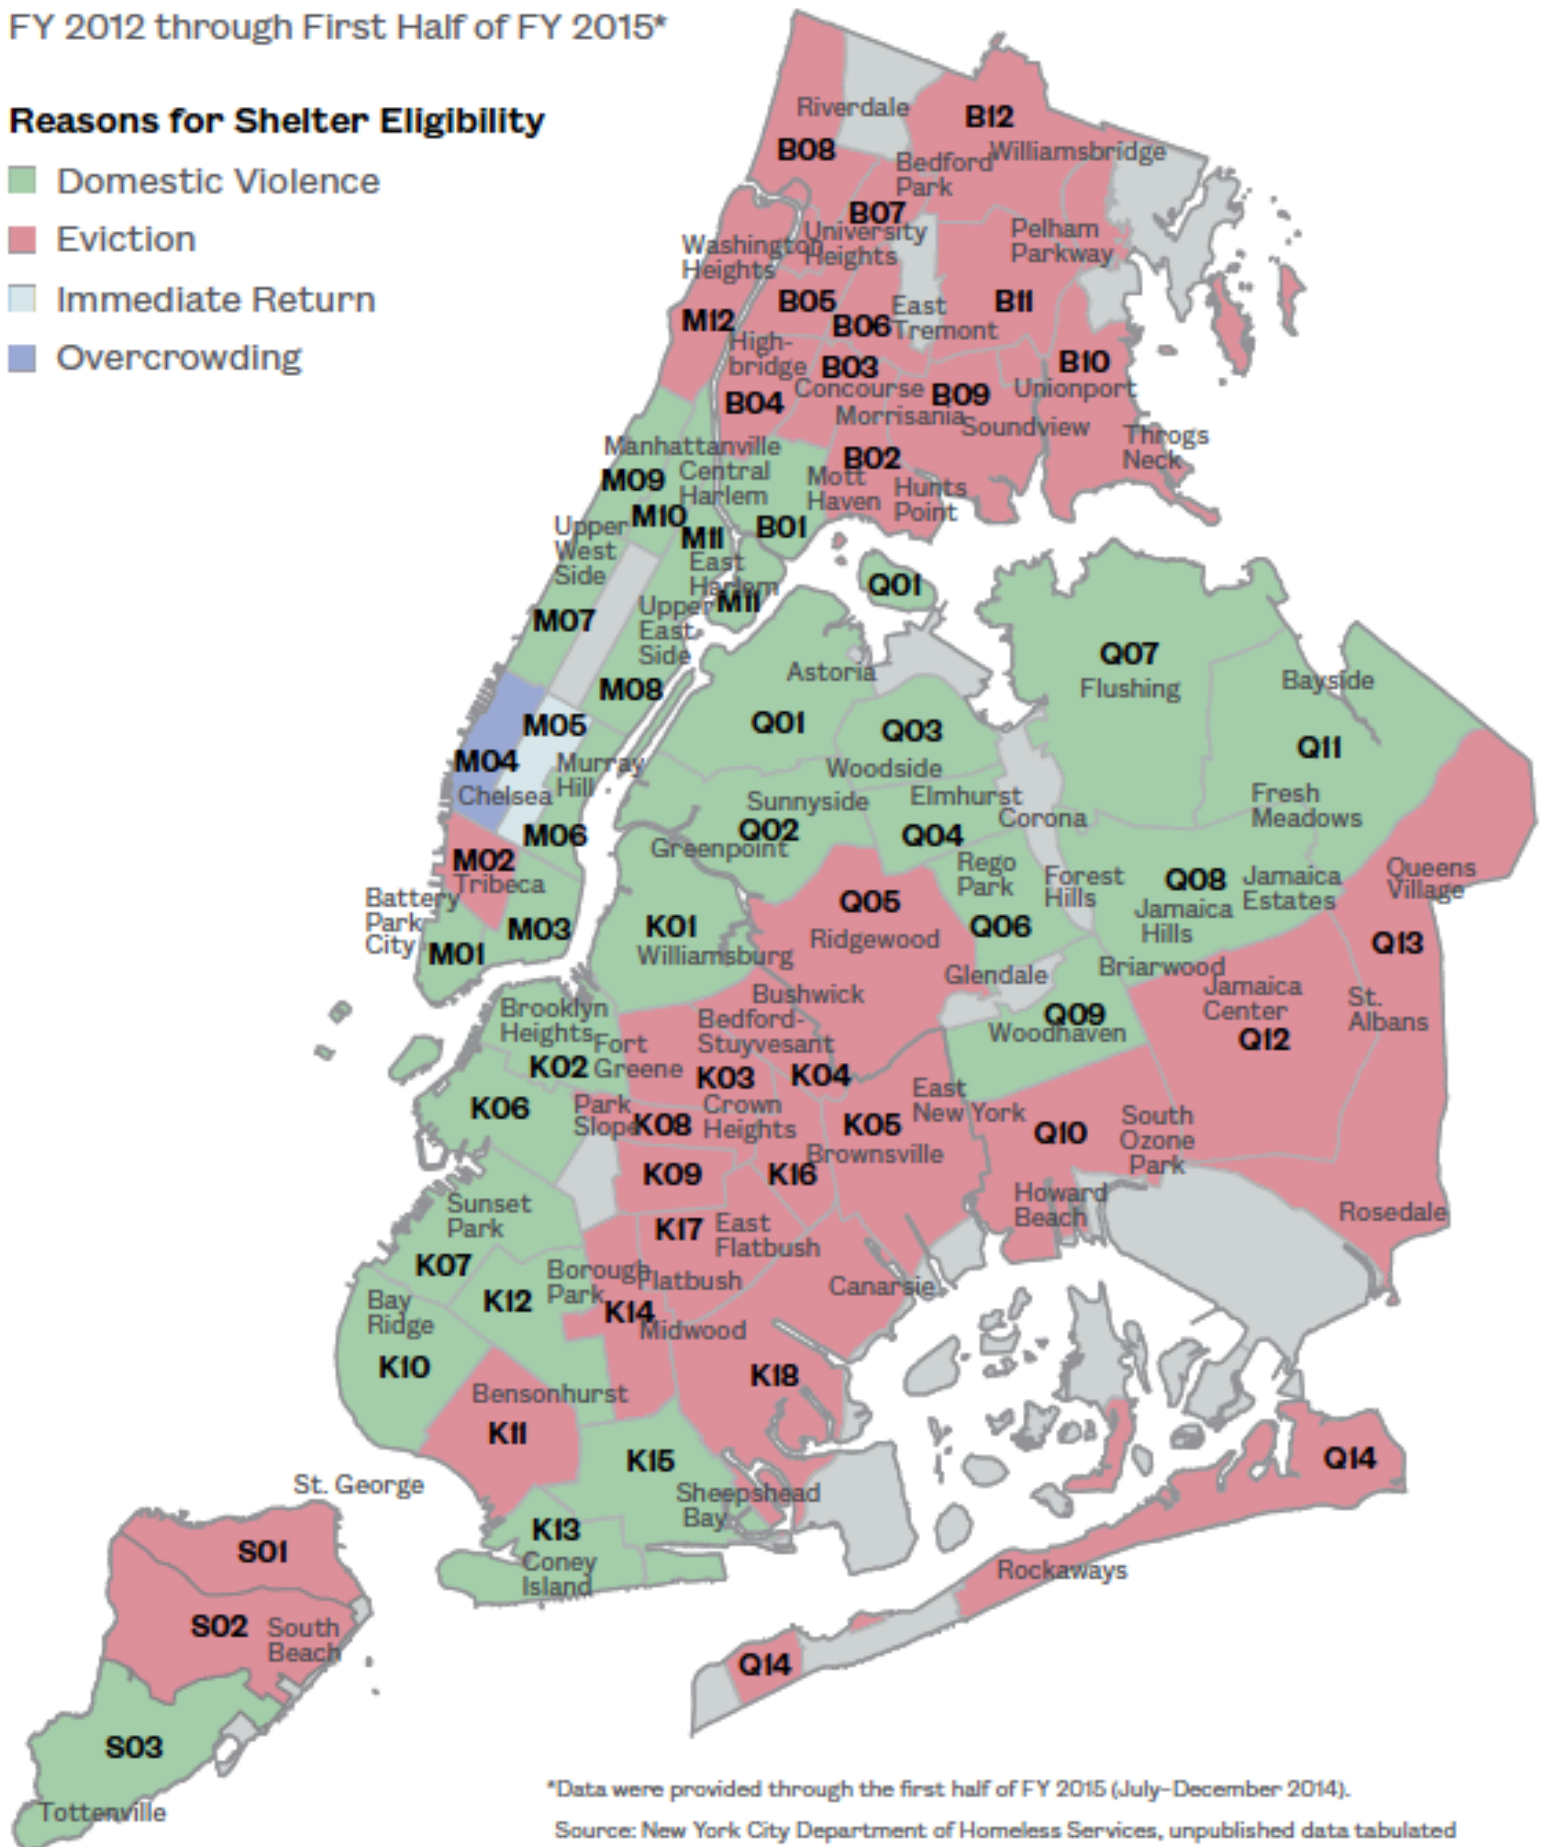 FY 2012 through First Half of FY 2015*
Reasons for Shelter Eligibility
Domestic Violence
Eviction
Immediate Return
Overcrowding
Riverdale
B12
B08
Williamsbridge
Bedford
Park
B07
University
Heights
Pelham
Parkway
Washington
Heights
B05
B11
East
Tremont
M12
B06
High-
bridge
B03
B10
Concourse
B09
Unionport
B04
Morrisania
Soundview
Throgs
Neck
Manhattanville
B02
M09
Central
Harlem
Mott
Haven
Hunts
Point
M10
Upper
West
Side
M11
B01
East
Harlem
Q01
M11
M07
Upper
East
Side
Q07
Flushing
Astoria
Bayside
M08
M05
Q01
Q03
Q11
M04
Murray
Hill
Woodside
Chelsea
Sunnyside
Elmhurst
Corona
Fresh
Meadows
M06
Q02
Q04
Greenpoint
M02
Tribeca
Rego
Park
Forest
Hills
Q08
Jamaica
Estates
Queens
Village
Battery
Park
City
Q05
Jamaica
Hills
M03
K01
Q06
Ridgewood
Q13
M01
Williamsburg
Glendale
Briarwood
Bushwick
Jamaica
Center
St.
Albans
Brooklyn
Heights
Bedford-
Stuyvesant
Q09
Woodhaven
Q12
Fort
Greene
K02
K03
K04
East
New York
K06
Park
Slope
K08
Crown
Heights
K05
Q10
South
Ozone
Park
Brownsville
K09
K16
Sunset
Park
Howard
Beach
Rosedale
K17
East
Flatbush
K07
Borough
Park
Flatbush
Canarsie
K12
Bay
Ridge
K14
Midwood
K10
K18
Bensonhurst
K11
K15
Q14
St. George
Sheepshead
Bay
K13
Coney
Island
S01
Rockaways
S02
South
Beach
Q14
S03
Tottenville
*Data were provided through the first half of FY 2015 (July–December 2014).
Source: New York City Department of Homeless Services, unpublished data tabulated